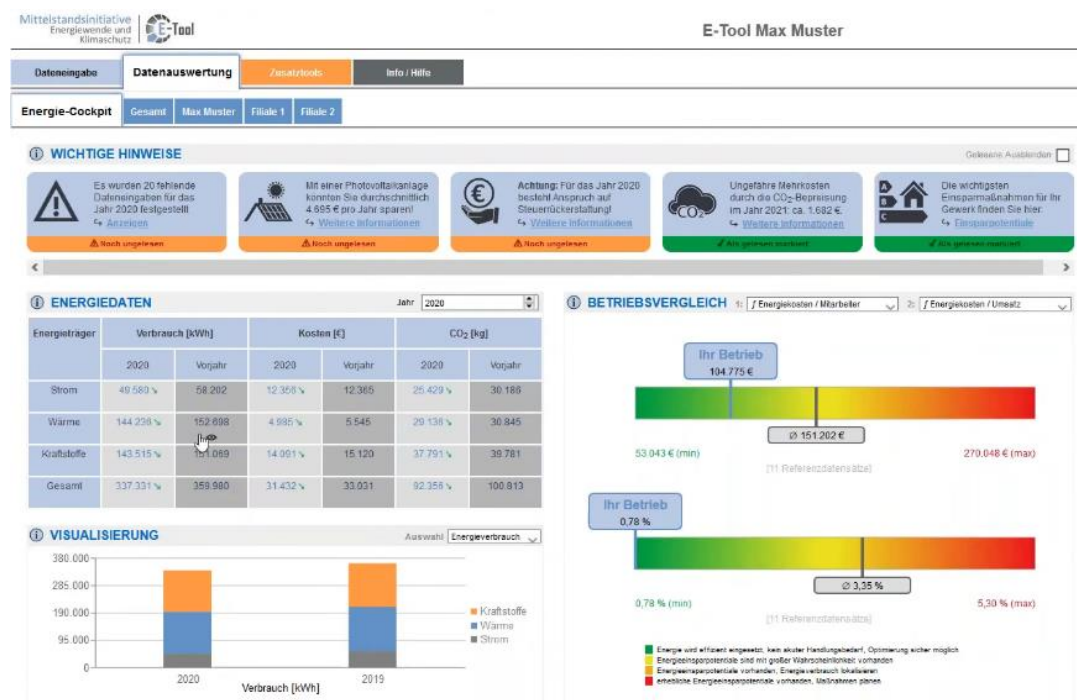 Mittelstandsinitiative
Energiewende und
Klimaschutz
E-Tool
E-Tool Max Muster
Dateneingabe
Datenauswertung
Zusatztools
Info / Hilfe
Energie-Cockpit
Gesamt
Max Muster
Filiale 1
Filiale 2
WICHTIGE HINWEISE
Gelesene Ausblenden
Es wurden 20 fehlende
Dateneingaben für das
Jahr 2020 festgestellt
Anzeigen
Noch ungelesen
Mit einer Photovoltaikanlage
könnten Sie durchschnittlich
4.695 € pro Jahr sparen!
Weitere Informationen
Noch ungelesen
Achtung: Für das Jahr 2020
besteht Anspruch auf
Steuerrückerstattung!
Weitere Informationen
Noch ungelesen
CO2
Ungefähre Mehrkosten
durch die CO₂-Bepreisung
im Jahr 2021: ca. 1.682 €
Weitere Informationen
Als gelesen markiert
D
E
C
Die wichtigsten
Einsparmaßnahmen für Ihr
Gewerk finden Sie hier:
Einsparpotentiale
Als gelesen markiert
ENERGIEDATEN
Jahr 2020
Energieträger Verbrauch [kWh] Kosten [€] CO₂ [kg]
2020 Vorjahr 2020 Vorjahr 2020 Vorjahr
Strom 49.580 58.202 12.356 12.365 25.429 30.186
Wärme 144.236 152.698 4.985 5.545 29.136 30.845
Kraftstoffe 143.515 151.069 14.091 15.120 37.791 39.781
Gesamt 337.331 359.980 31.432 33.031 92.356 100.813
VISUALISIERUNG
Auswahl Energieverbrauch
380.000
285.000
190.000
95.000
0
2020 2019
Verbrauch [kWh]
Kraftstoffe
Wärme
Strom
BETRIEBSVERGLEICH 1: ƒ Energiekosten / Mitarbeiter 2: ƒ Energiekosten / Umsatz
Ihr Betrieb
104.775 €
Ø 151.202 €
53.043 € (min) 270.048 € (max)
[11 Referenzdatensätze]
Ihr Betrieb
0,78 %
Ø 3,35 %
0,78 % (min) 5,30 % (max)
[11 Referenzdatensätze]
Energie wird effizient eingesetzt, kein akuter Handlungsbedarf, Optimierung sicher möglich
Energieeinsparpotentiale sind mit großer Wahrscheinlichkeit vorhanden
Energieeinsparpotentiale vorhanden, Energieverbrauch lokalisieren
erhebliche Energieeinsparpotentiale vorhanden, Maßnahmen planen